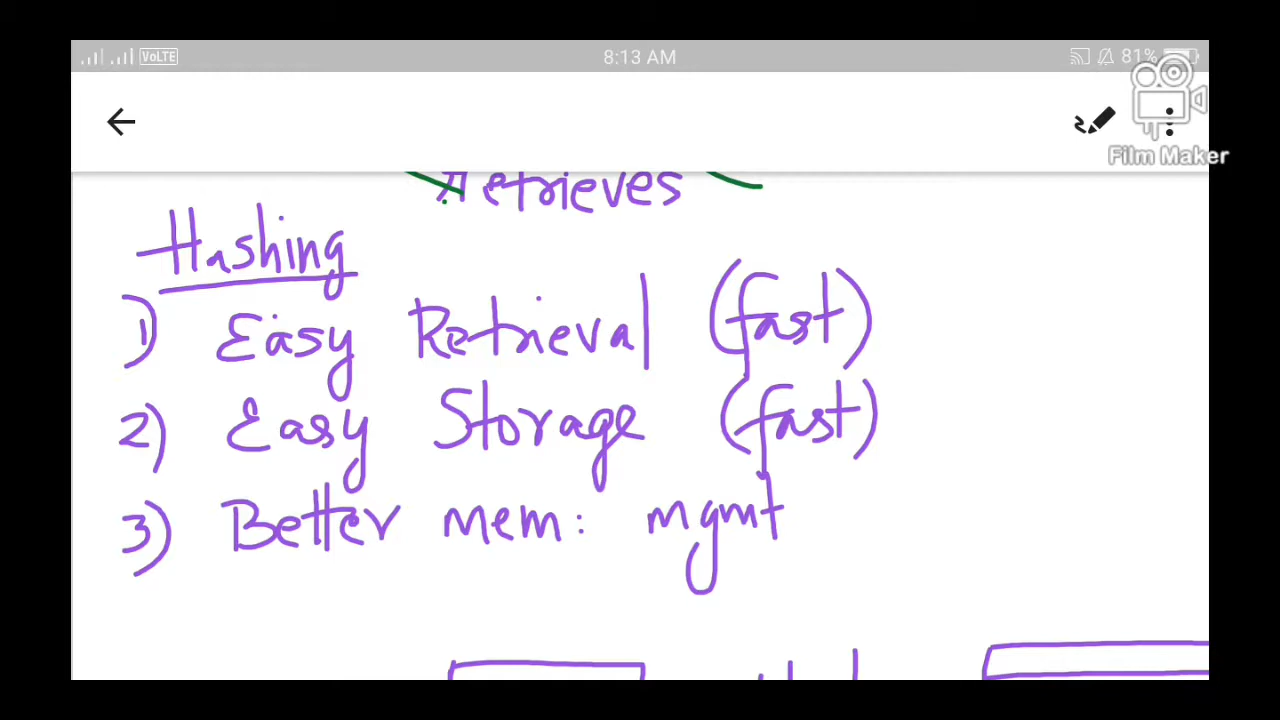 VoLTE 8:13 AM 81%
Film Maker
Retrieves
Hashing
1) Easy Retrieval (fast)
2) Easy Storage (fast)
3) Better mem: mgmt